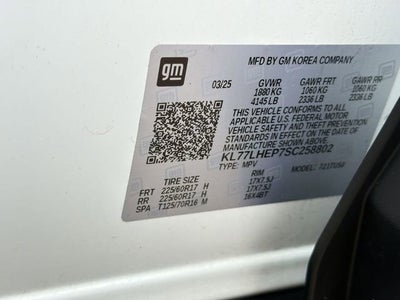 gm
MFD BY GM KOREA COMPANY
03/25 GVWR GAWR FRT GAWR RR
1880 KG 1060 KG 1060 KG
4145 LB 2336 LB 2336 LB
THIS VEHICLE CONFORMS TO ALL
APPLICABLE U.S. FEDERAL MOTOR
VEHICLE SAFETY, BUMPER, AND
THEFT PREVENTION STANDARDS IN
EFFECT ON THE DATE OF
MANUFACTURE SHOWN ABOVE.
KL77LHEP7SC258802
MPV MODEL: 1TU58
TIRE SIZE RIM
FRT 225/60R17 H 17X7.5J
RR 225/60R17 H 17X7.5J
SPA T125/70R16 M 16X4BT